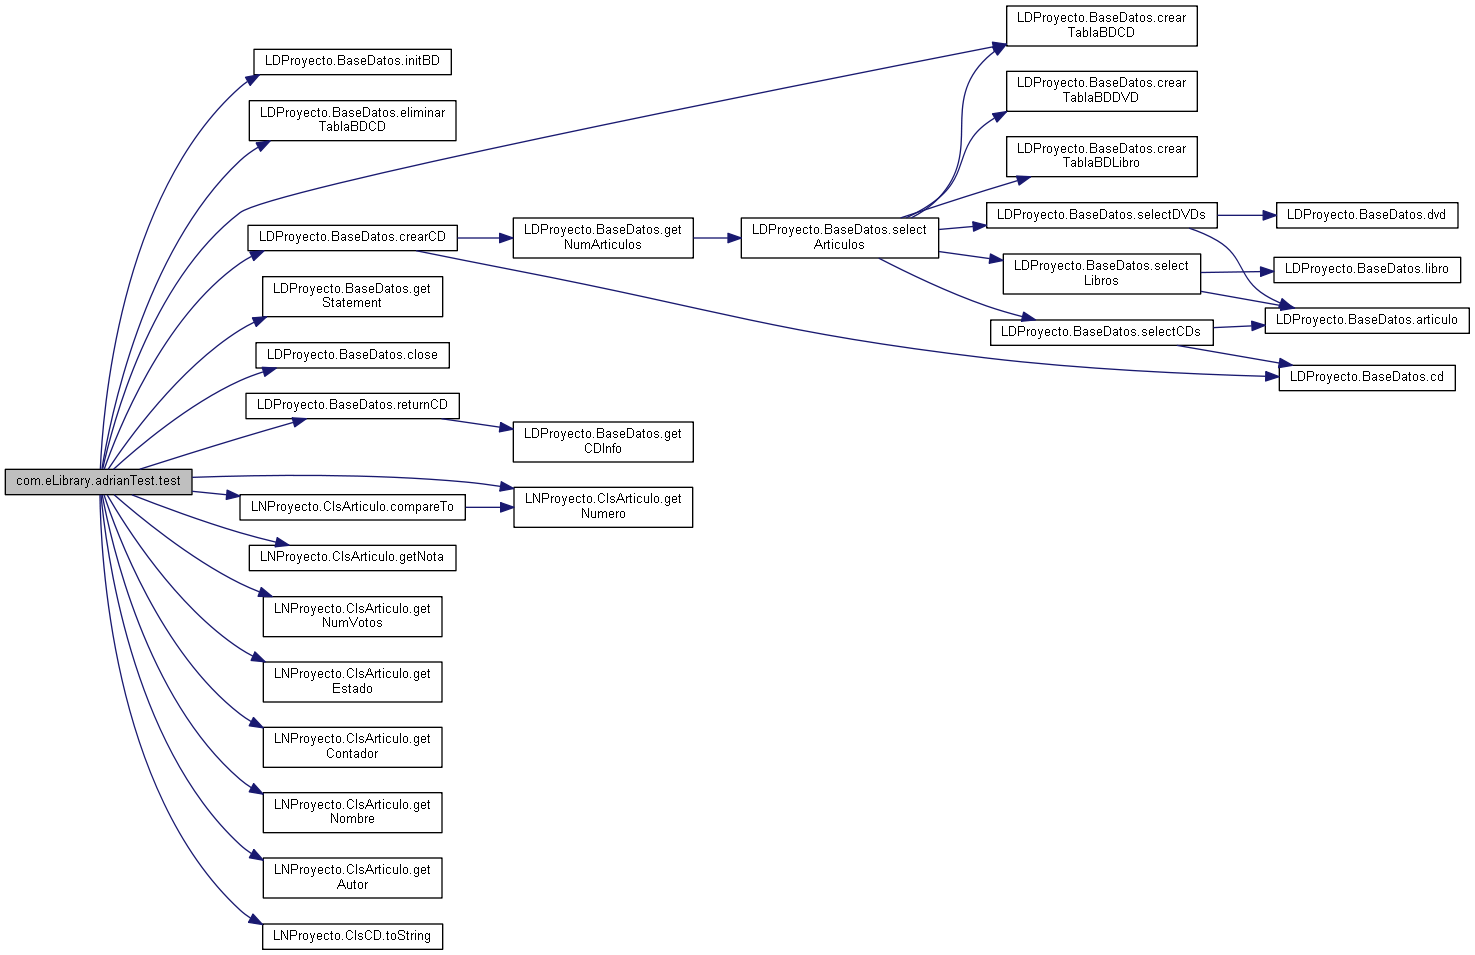 com.eLibrary.adrianTest.test
LDProyecto.BaseDatos.initBD
LDProyecto.BaseDatos.eliminar
TablaBDCD
LDProyecto.BaseDatos.crearCD
LDProyecto.BaseDatos.get
Statement
LDProyecto.BaseDatos.close
LDProyecto.BaseDatos.returnCD
LNProyecto.ClsArticulo.compareTo
LNProyecto.ClsArticulo.getNota
LNProyecto.ClsArticulo.get
NumVotos
LNProyecto.ClsArticulo.get
Estado
LNProyecto.ClsArticulo.get
Contador
LNProyecto.ClsArticulo.get
Nombre
LNProyecto.ClsArticulo.get
Autor
LNProyecto.ClsCD.toString
LDProyecto.BaseDatos.get
NumArticulos
LDProyecto.BaseDatos.get
CDInfo
LNProyecto.ClsArticulo.get
Numero
LDProyecto.BaseDatos.select
Articulos
LDProyecto.BaseDatos.crear
TablaBDCD
LDProyecto.BaseDatos.crear
TablaBDDVD
LDProyecto.BaseDatos.crear
TablaBDLibro
LDProyecto.BaseDatos.selectDVDs
LDProyecto.BaseDatos.select
Libros
LDProyecto.BaseDatos.selectCDs
LDProyecto.BaseDatos.dvd
LDProyecto.BaseDatos.libro
LDProyecto.BaseDatos.articulo
LDProyecto.BaseDatos.cd